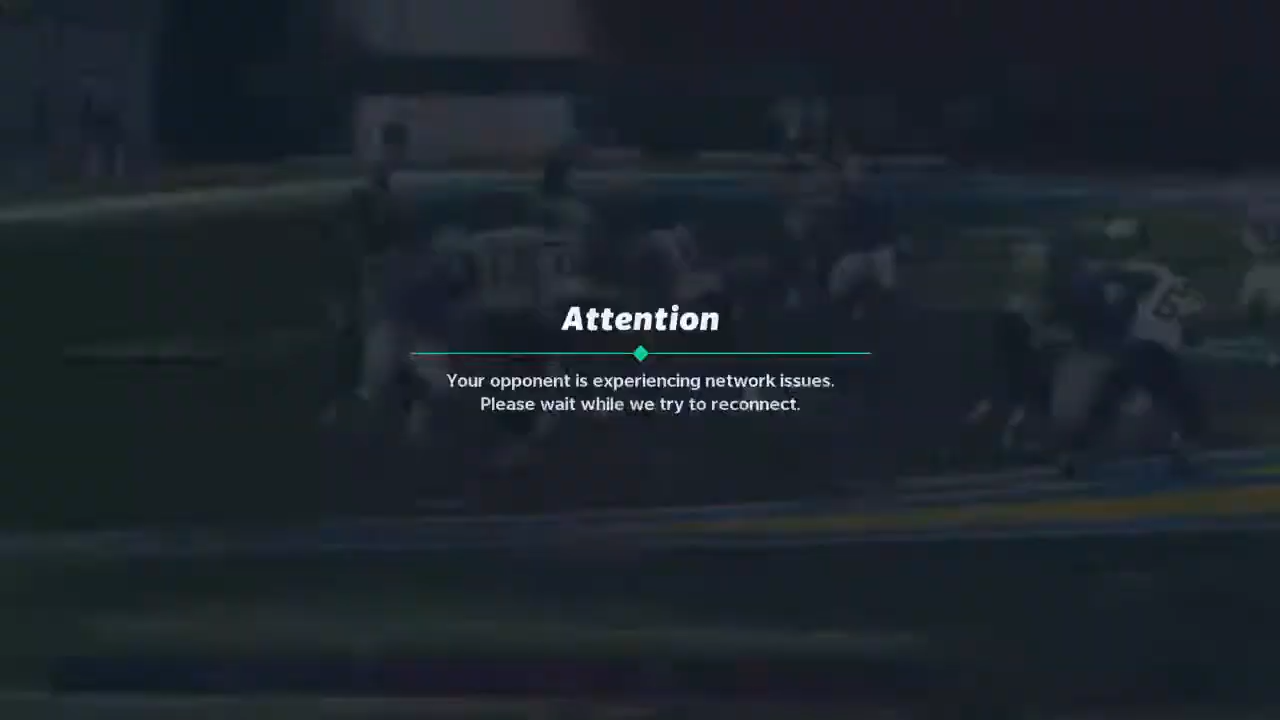 Attention
Your opponent is experiencing network issues.
Please wait while we try to reconnect.